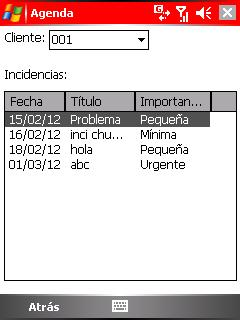 Agenda
Cliente: 001
Incidencias:
Fecha Título Importan...
15/02/12 Problema Pequeña
16/02/12 inci chu... Mínima
18/02/12 hola Pequeña
01/03/12 abc Urgente
Atrás